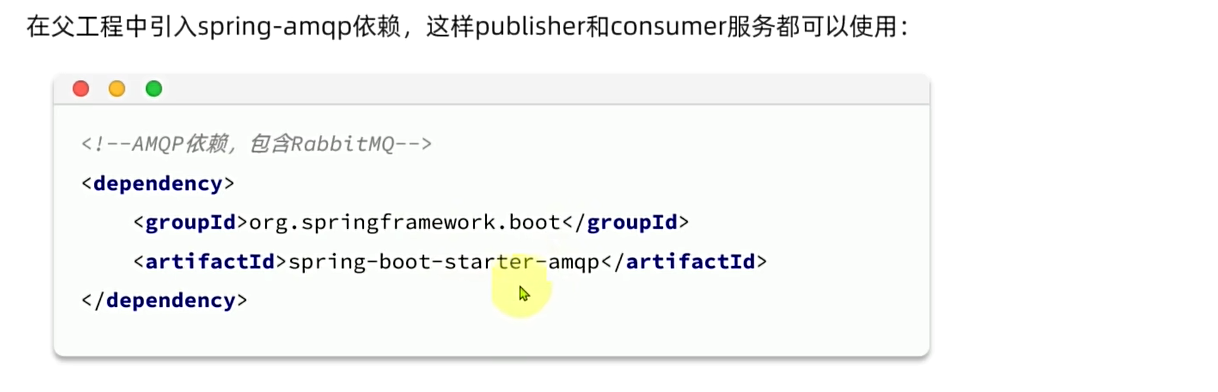 在父工程中引入spring-amqp依赖，这样publisher和consumer服务都可以使用：
<!--AMQP依赖，包含RabbitMQ-->
<dependency>
    <groupId>org.springframework.boot</groupId>
    <artifactId>spring-boot-starter-amqp</artifactId>
</dependency>